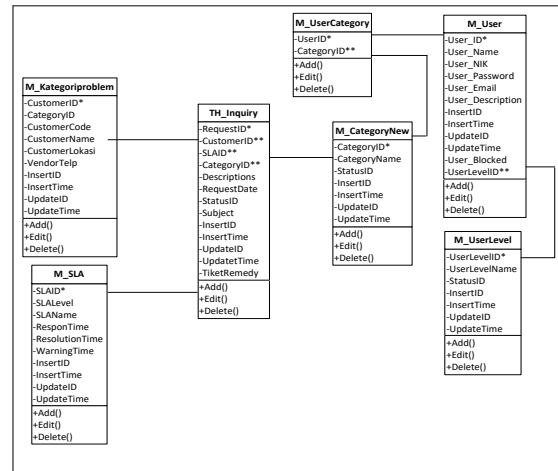 M_UserCategory
-UserID*
-CategoryID**
+Add()
+Edit()
+Delete()
M_User
-User_ID*
-User_Name
-User_NIK
-User_Password
-User_Email
-User_Description
-InsertID
-InsertTime
-UpdateID
-UpdateTime
-User_Blocked
-UserLevelID**
+Add()
+Edit()
+Delete()
M_Kategoriproblem
-CustomerID*
-CategoryID
-CustomerCode
-CustomerName
-CustomerLokasi
-VendorTelp
-InsertID
-InsertTime
-UpdateID
-UpdateTime
+Add()
+Edit()
+Delete()
TH_Inquiry
-RequestID*
-CustomerID**
-SLAID**
-CategoryID**
-Descriptions
-RequestDate
-StatusID
-Subject
-InsertID
-InsertTime
-UpdateID
-UpdatetTime
-TiketRemedy
+Add()
+Edit()
+Delete()
M_CategoryNew
-CategoryID*
-CategoryName
-StatusID
-InsertID
-InsertTime
-UpdateID
-UpdateTime
+Add()
+Edit()
+Delete()
M_UserLevel
-UserLevelID*
-UserLevelName
-StatusID
-InsertID
-InsertTime
-UpdateID
-UpdateTime
+Add()
+Edit()
+Delete()
M_SLA
-SLAID*
-SLALevel
-SLAName
-ResponTime
-ResolutionTime
-WarningTime
-InsertID
-InsertTime
-UpdateID
-UpdateTime
+Add()
+Edit()
+Delete()